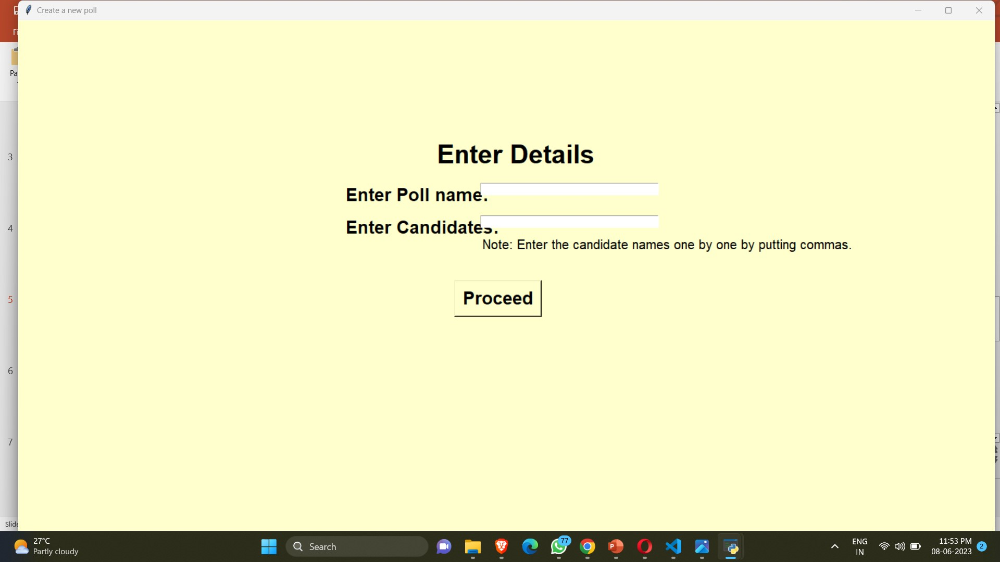 Create a new poll
Fi
Pa
3
4
5
6
7
Slide
Enter Details
Enter Poll name:
Enter Candidates:
Note: Enter the candidate names one by one by putting commas.
Proceed
27°C
Partly cloudy
Search
77
P
ENG
IN
11:53 PM
08-06-2023
2